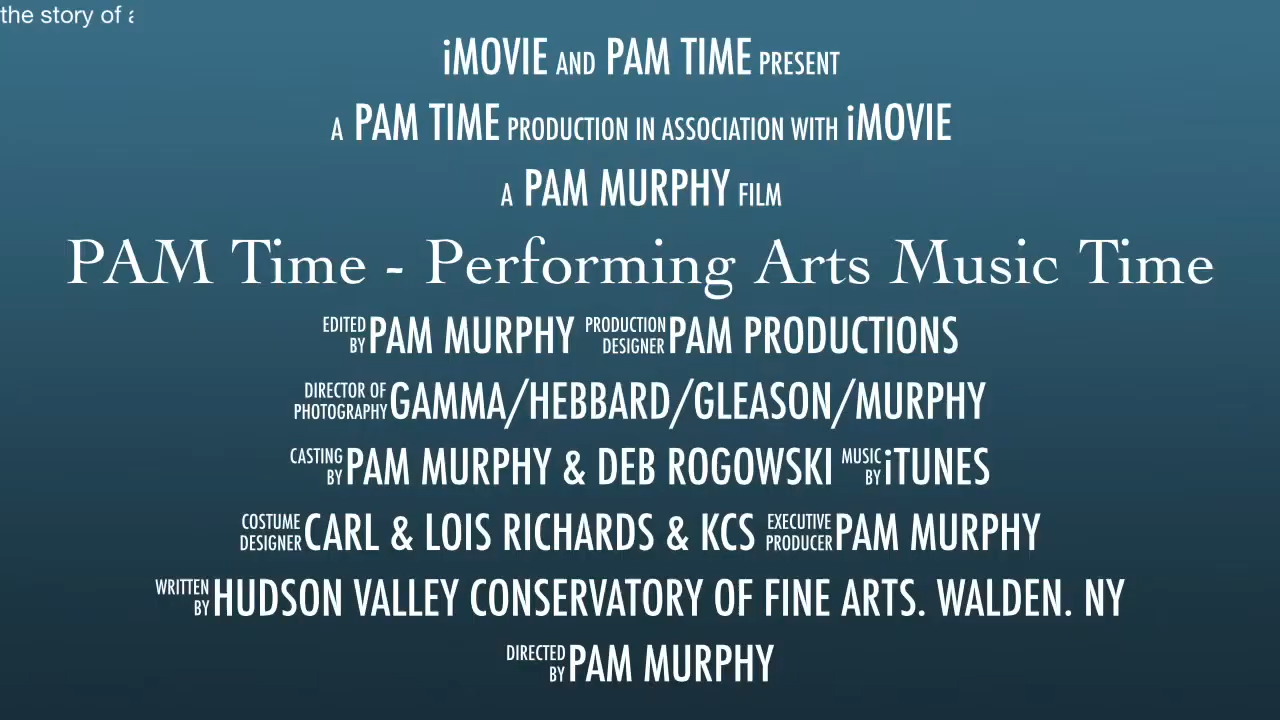 the story of
iMOVIE AND PAM TIME PRESENT
A PAM TIME PRODUCTION IN ASSOCIATION WITH iMOVIE
A PAM MURPHY FILM
PAM Time - Performing Arts Music Time
EDITED BY PAM MURPHY PRODUCTION DESIGNER PAM PRODUCTIONS
DIRECTOR OF PHOTOGRAPHY GAMMA/HEBBARD/GLEASON/MURPHY
CASTING BY PAM MURPHY & DEB ROGOWSKI MUSIC BY iTUNES
COSTUME DESIGNER CARL & LOIS RICHARDS & KCS EXECUTIVE PRODUCER PAM MURPHY
WRITTEN BY HUDSON VALLEY CONSERVATORY OF FINE ARTS. WALDEN. NY
DIRECTED BY PAM MURPHY